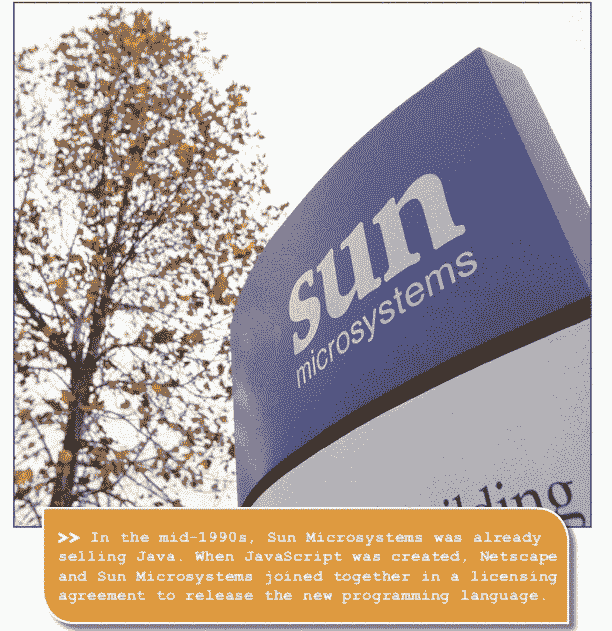 sun
microsystems
ilding
>> In the mid-1990s, Sun Microsystems was already
selling Java. When JavaScript was created, Netscape
and Sun Microsystems joined together in a licensing
agreement to release the new programming language.